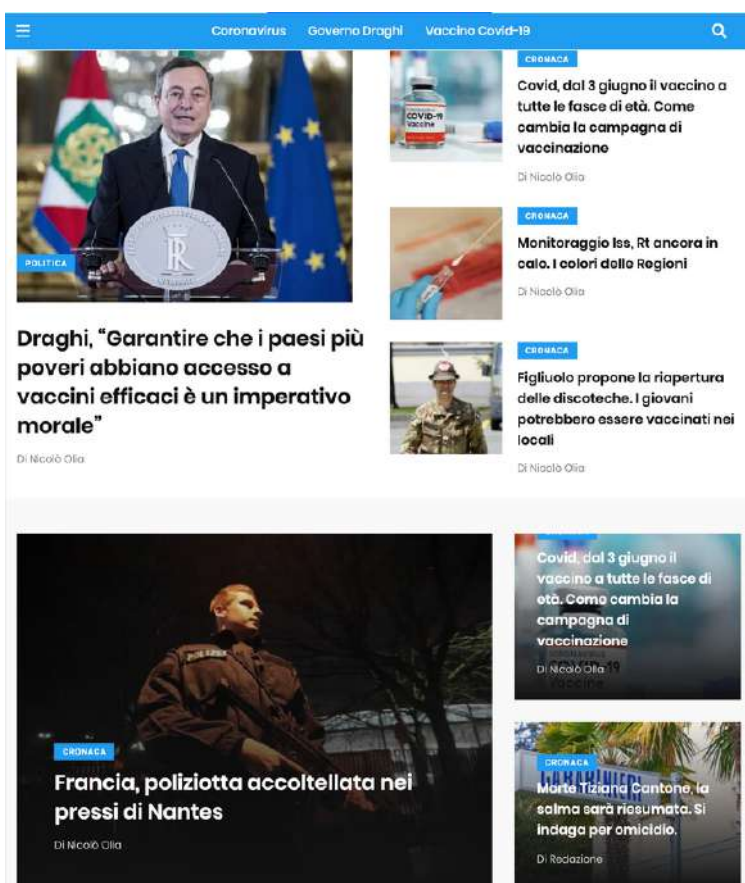 Coronavirus Governo Draghi Vaccino Covid-19
POLITICA
Draghi, “Garantire che i paesi più
poveri abbiano accesso a
vaccini efficaci è un imperativo
morale”
Di Nicolò Olia
COVID-19
Vaccine
CRONACA
Covid, dal 3 giugno il vaccino a
tutte le fasce di età. Come
cambia la campagna di
vaccinazione
Di Nicolò Olia
CRONACA
Monitoraggio Iss, Rt ancora in
calo. I colori delle Regioni
Di Nicolò Olia
CRONACA
Figliuolo propone la riapertura
delle discoteche. I giovani
potrebbero essere vaccinati nei
locali
Di Nicolò Olia
CRONACA
Francia, poliziotta accoltellata nei
pressi di Nantes
Di Nicolò Olia
Covid, dal 3 giugno il
vaccino a tutte le fasce di
età. Come cambia la
campagna di
vaccinazione
Di Nicolò Olia
CRONACA
CARABINIERI
Morte Tiziana Cantone, la
salma sarà riesumata. Si
indaga per omicidio.
Di Redazione